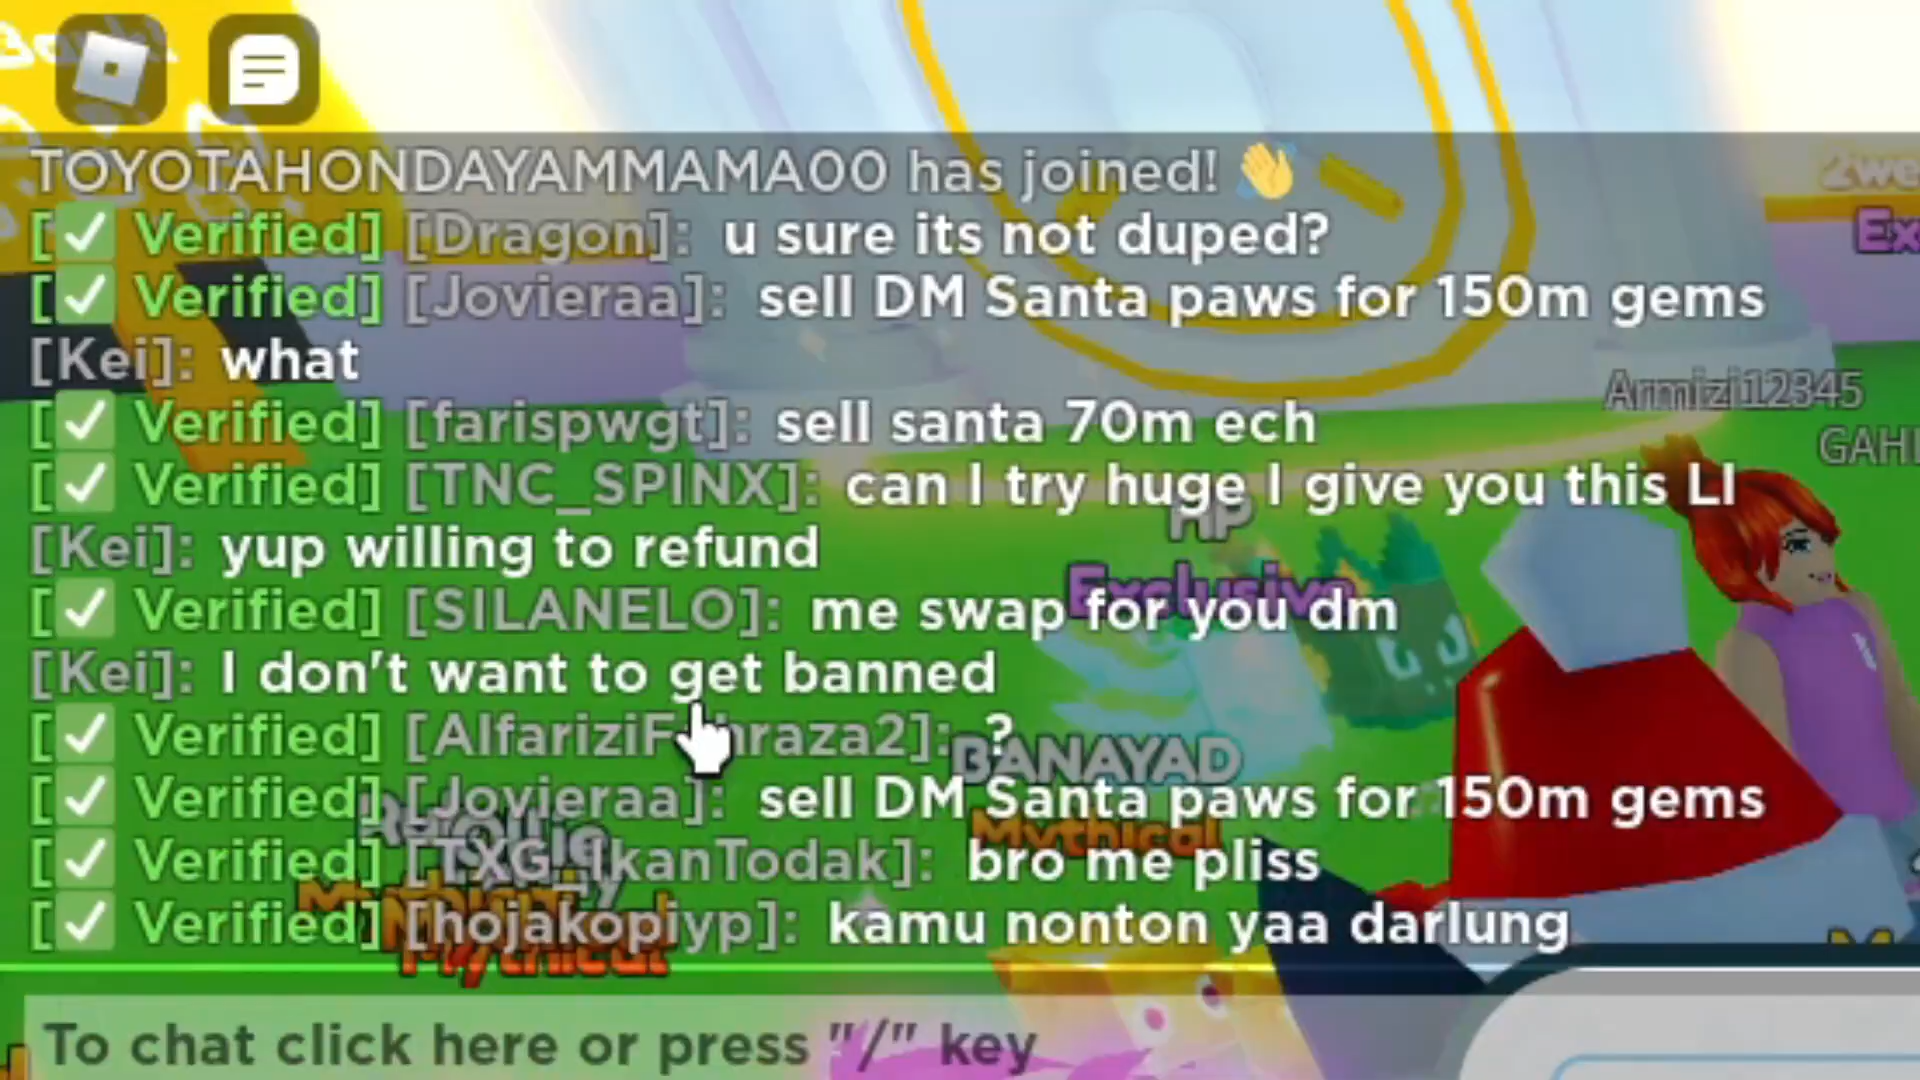 TOYOTAHONDAYAMMAMA00 has joined! 👋
[✓ Verified] [Dragon]: u sure its not duped?
[✓ Verified] [Jovieraa]: sell DM Santa paws for 150m gems
[Kei]: what
Armizi12345
[✓ Verified] [farispwgt]: sell santa 70m ech
[✓ Verified] [TNC_SPINX]: can I try huge I give you this LI
HP
[Kei]: yup willing to refund
Exclusive
[✓ Verified] [SILANELO]: me swap for you dm
[Kei]: I don't want to get banned
[✓ Verified] ?
BANAYAD
[✓ Verified] [Jovieraa]: sell DM Santa paws for 150m gems
Mythical
[✓ Verified] [TXG_IkanTodak]: bro me pliss
[✓ Verified] [hojakopiyp]: kamu nonton yaa darlung
Mythical
To chat click here or press "/" key